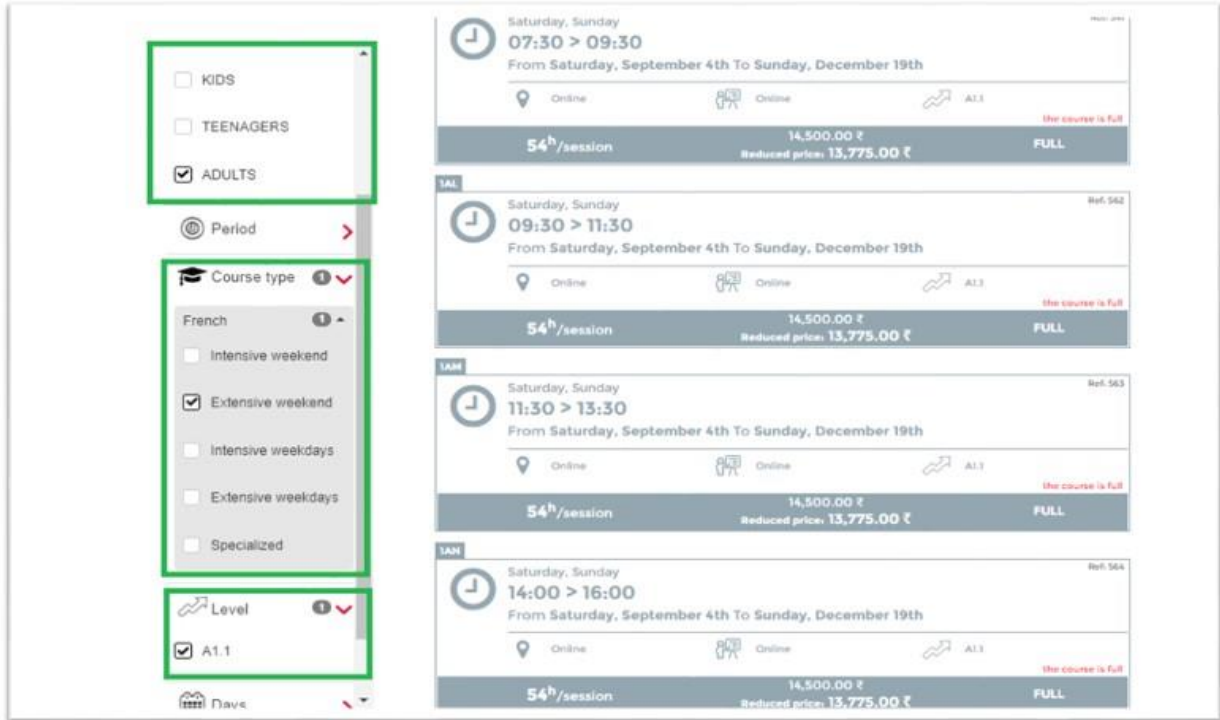 KIDS
TEENAGERS
ADULTS
Period
Course type 1
French 1
Intensive weekend
Extensive weekend
Intensive weekdays
Extensive weekdays
Specialized
Level 1
A1.1
Days
Saturday, Sunday
07:30 > 09:30
From Saturday, September 4th To Sunday, December 19th
Online Online A1.1
the course is full
54h/session 14,500.00 ₹ FULL
Reduced price: 13,775.00 ₹
1AL
Saturday, Sunday Ref. 562
09:30 > 11:30
From Saturday, September 4th To Sunday, December 19th
Online Online A1.1
the course is full
54h/session 14,500.00 ₹ FULL
Reduced price: 13,775.00 ₹
1AM
Saturday, Sunday Ref. 563
11:30 > 13:30
From Saturday, September 4th To Sunday, December 19th
Online Online A1.1
the course is full
54h/session 14,500.00 ₹ FULL
Reduced price: 13,775.00 ₹
1AN
Saturday, Sunday Ref. 564
14:00 > 16:00
From Saturday, September 4th To Sunday, December 19th
Online Online A1.1
the course is full
54h/session 14,500.00 ₹ FULL
Reduced price: 13,775.00 ₹